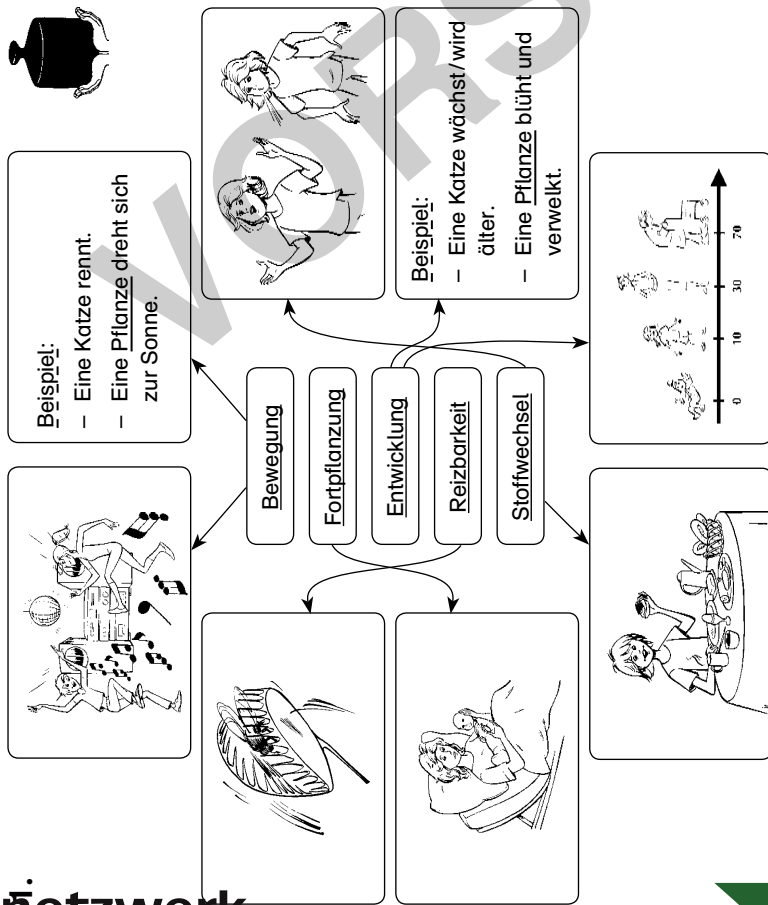 Beispiel:
– Eine Katze rennt.
– Eine Pflanze dreht sich
zur Sonne.
Beispiel:
– Eine Katze wächst/wird
älter.
– Eine Pflanze blüht und
verwelkt.
Bewegung
Fortpflanzung
Entwicklung
Reizbarkeit
Stoffwechsel
0 10 30 70
VORS